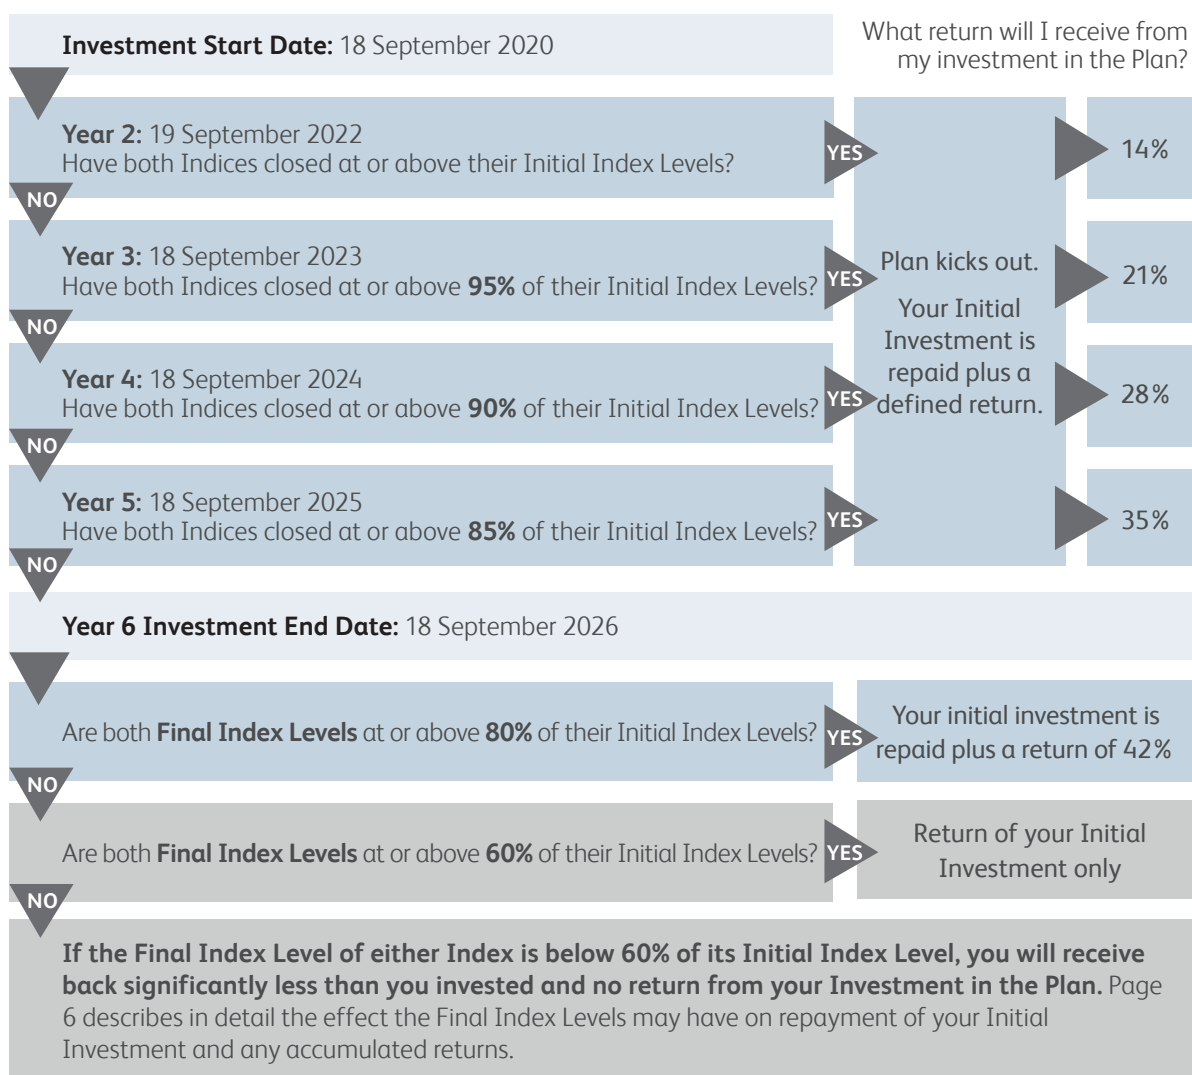 Investment Start Date: 18 September 2020
What return will I receive from
my investment in the Plan?
Year 2: 19 September 2022
Have both Indices closed at or above their Initial Index Levels?
YES
14%
NO
Year 3: 18 September 2023
Have both Indices closed at or above 95% of their Initial Index Levels?
YES
Plan kicks out.
Your Initial
Investment is
repaid plus a
defined return.
21%
NO
Year 4: 18 September 2024
Have both Indices closed at or above 90% of their Initial Index Levels?
YES
28%
NO
Year 5: 18 September 2025
Have both Indices closed at or above 85% of their Initial Index Levels?
YES
35%
NO
Year 6 Investment End Date: 18 September 2026
Are both Final Index Levels at or above 80% of their Initial Index Levels?
YES
Your initial investment is
repaid plus a return of 42%
NO
Are both Final Index Levels at or above 60% of their Initial Index Levels?
YES
Return of your Initial
Investment only
NO
If the Final Index Level of either Index is below 60% of its Initial Index Level, you will receive
back significantly less than you invested and no return from your Investment in the Plan. Page
6 describes in detail the effect the Final Index Levels may have on repayment of your Initial
Investment and any accumulated returns.